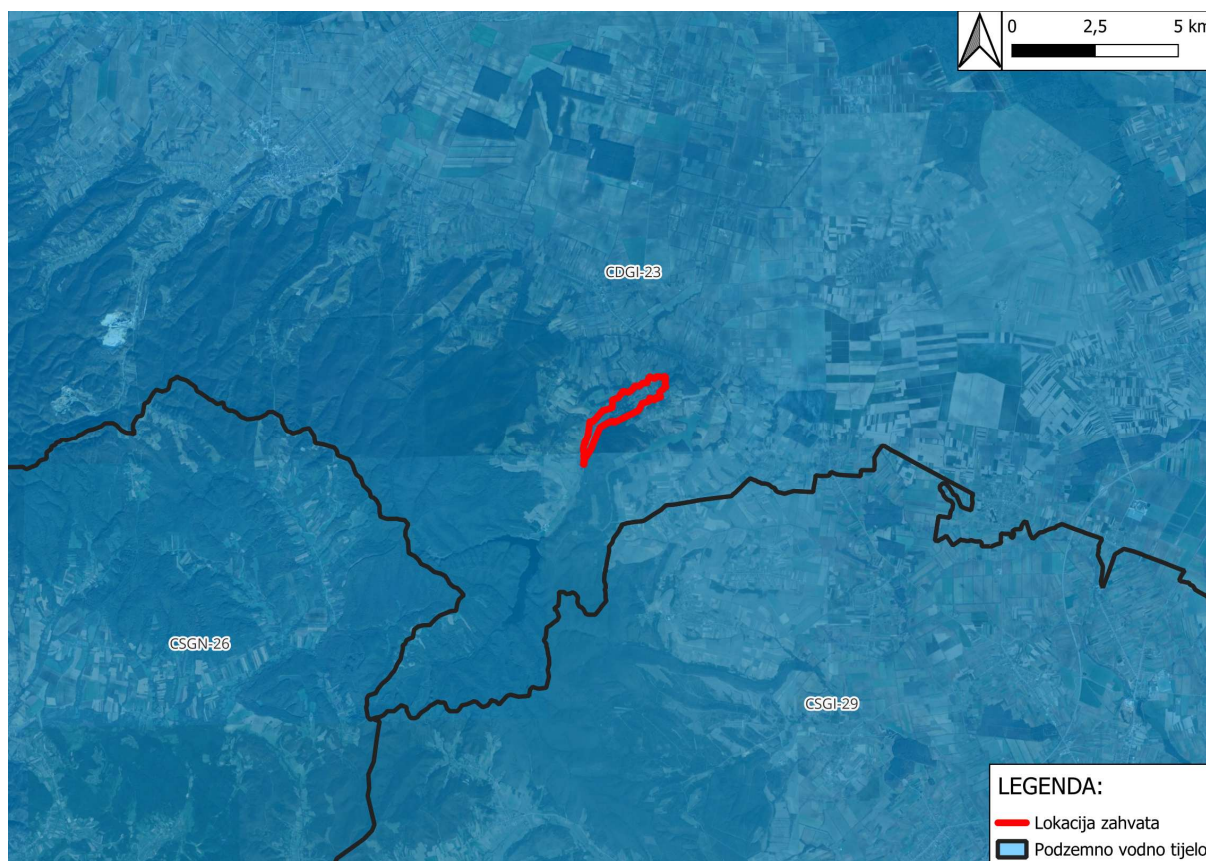 0 2,5 5 km
CDGI-23
CSGN-26
CSGI-29
LEGENDA:
Lokacija zahvata
Podzemno vodno tijelo